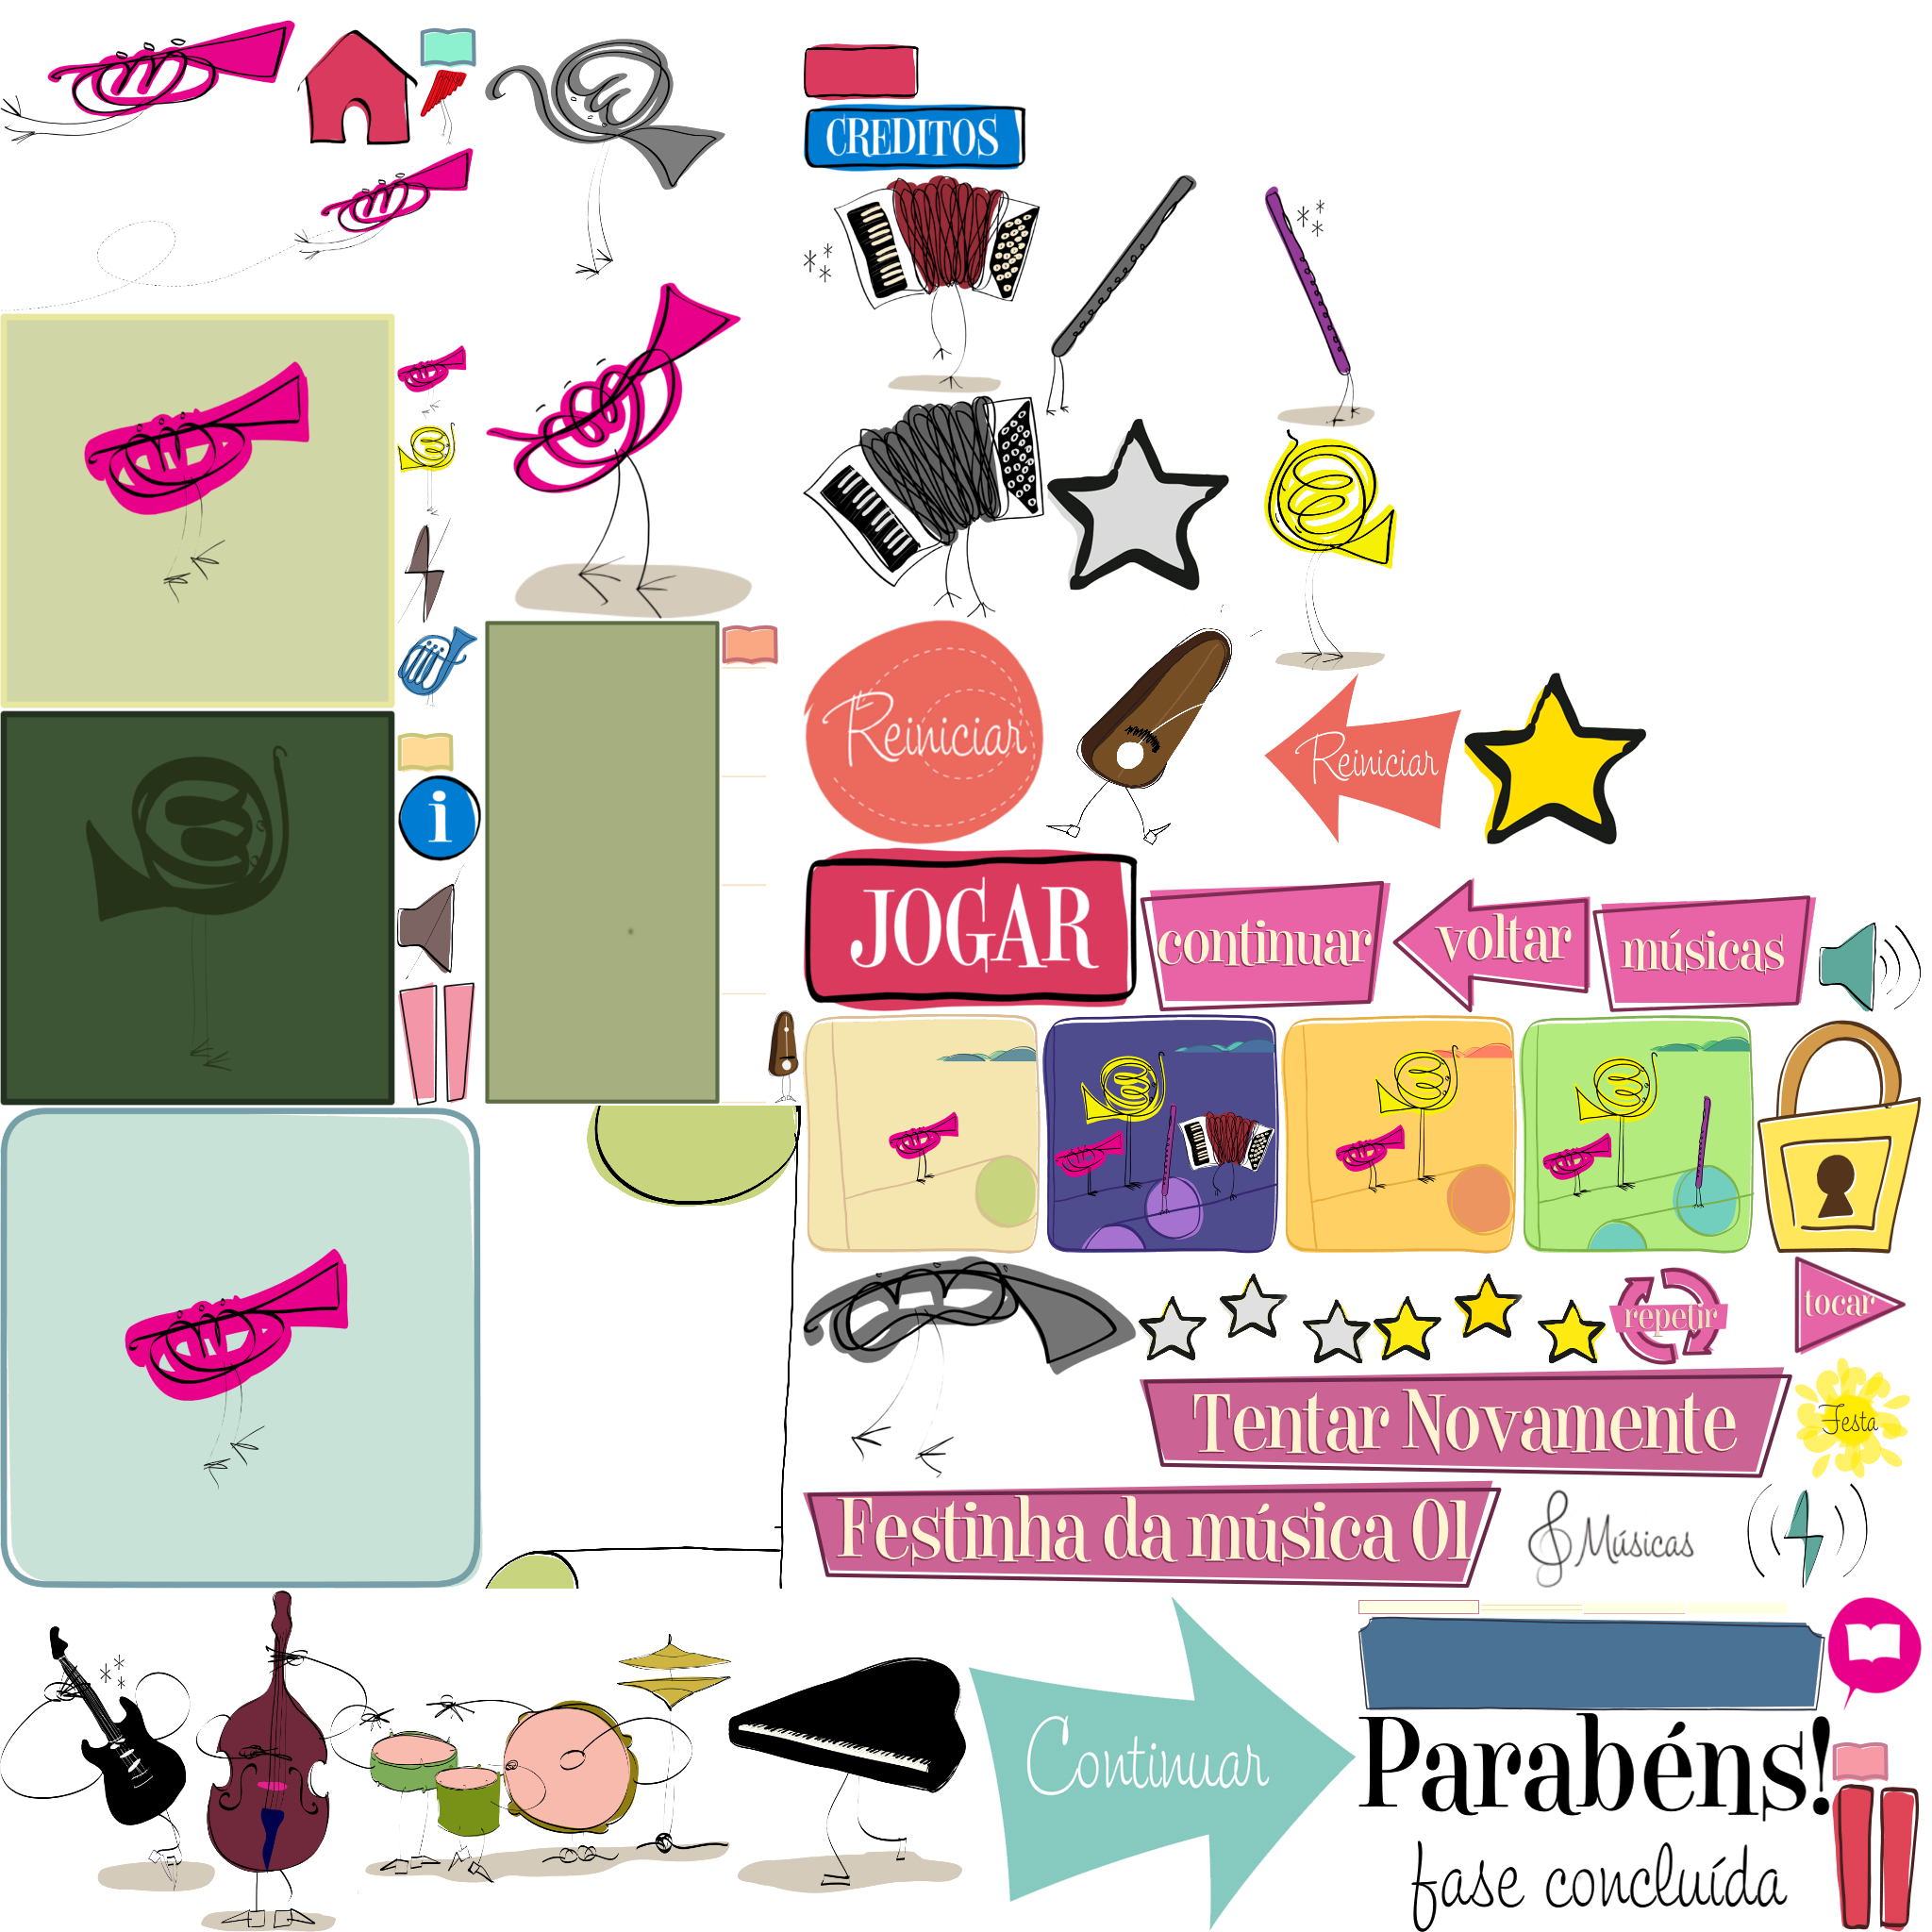 CREDITOS
Reiniciar
Reiniciar
i
JOGAR
continuar
voltar
músicas
repetir
tocar
Tentar Novamente
Festa
Festinha da música 01
Músicas
Continuar
Parabéns!
fase concluída